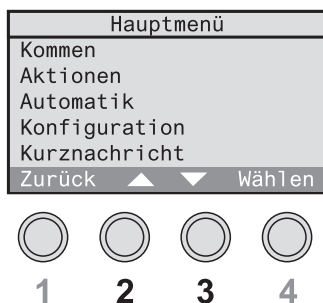 Hauptmenü
Kommen
Aktionen
Automatik
Konfiguration
Kurznachricht
Zurück Wählen
1 2 3 4